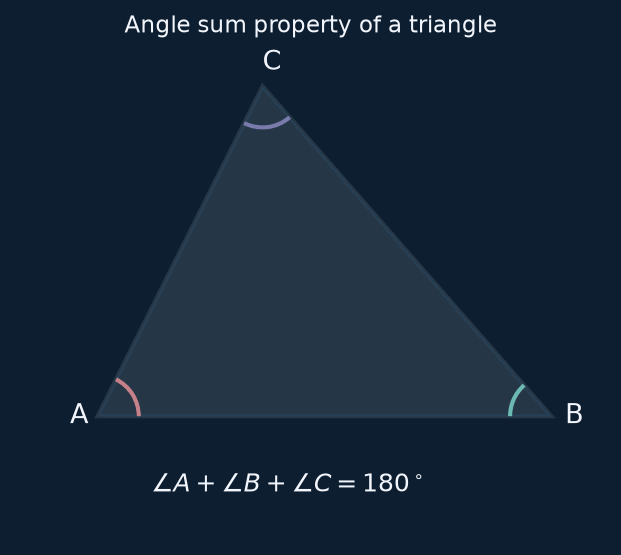 Angle sum property of a triangle
C
A
B
∠A + ∠B + ∠C = 180°